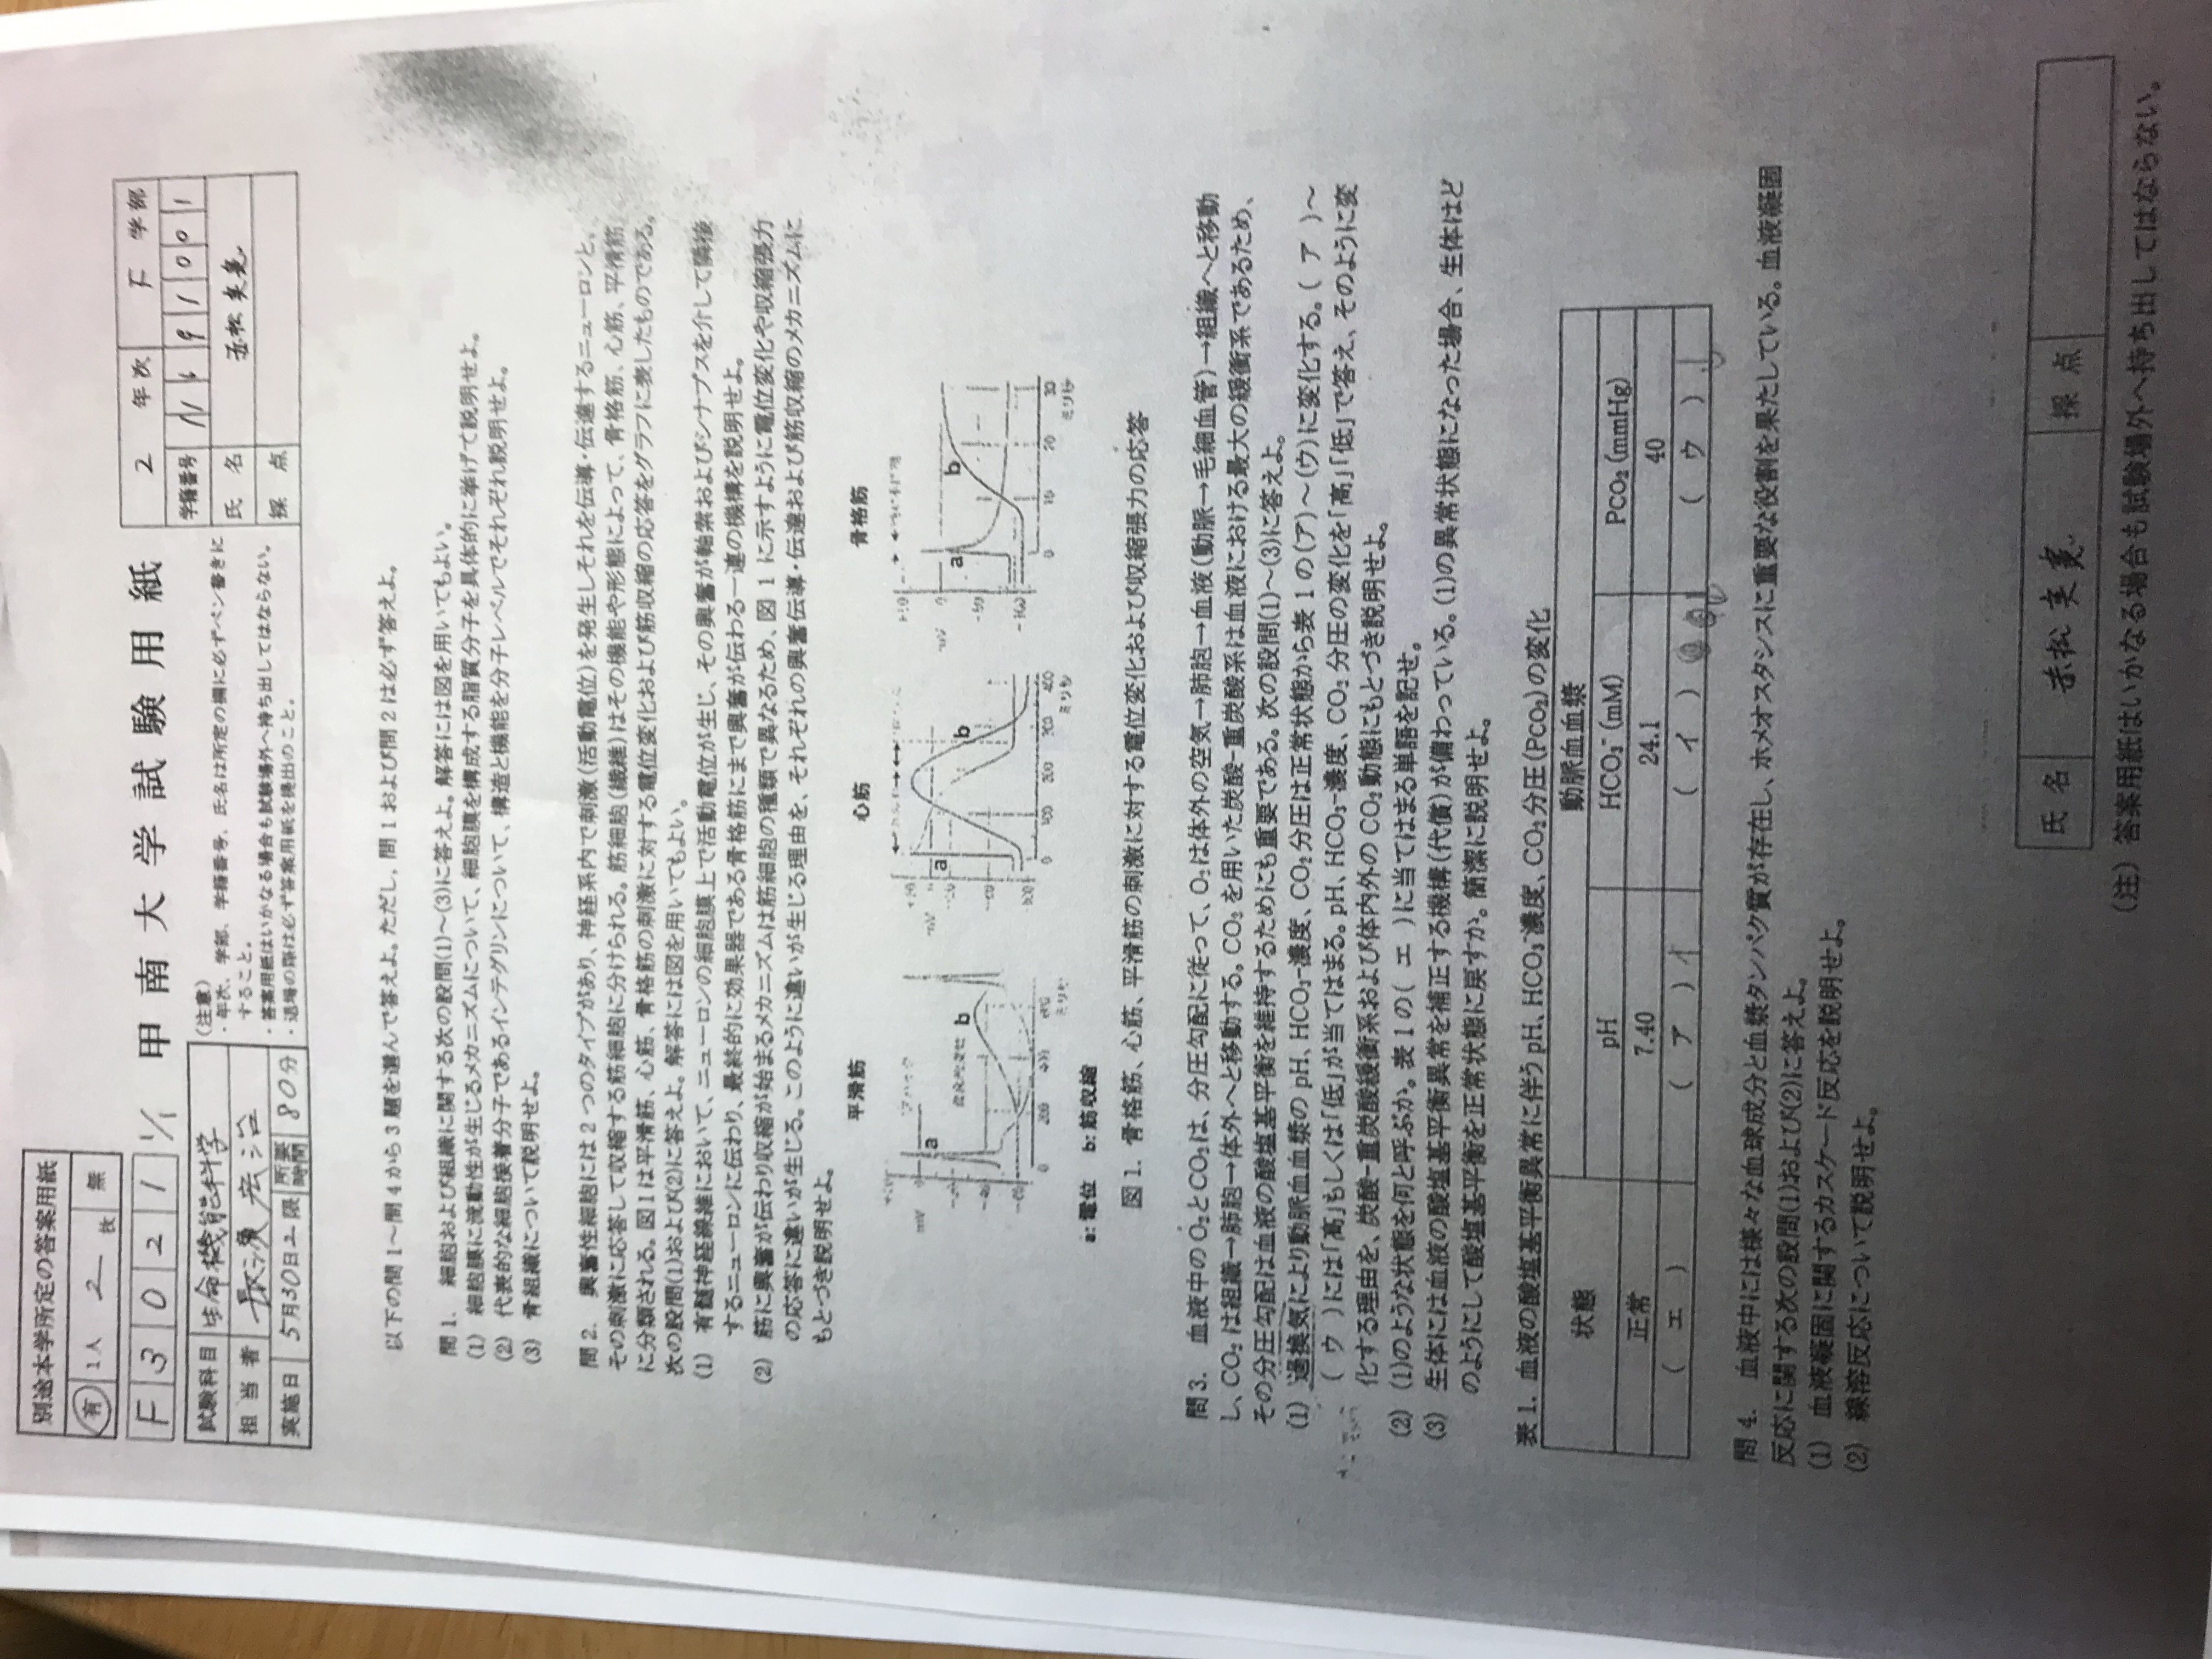 別途本学所定の答案用紙
有 1人 2 枚 無
F3021 1/1
甲南大学試験用紙
2 年次 F 学部
学籍番号 11691001
試験科目 生命機能科学
担当者 長濱宏治
実施日 5月30日2限 所要時間 80分
(注意)
・年次、学部、学籍番号、氏名は所定の欄に必ずペン書きに
すること。
・答案用紙はいかなる場合も試験場外へ持ち出してはならない。
・退場の際は必ず答案用紙を提出のこと。
氏名 赤松
採点
以下の問1～問4から3題を選んで答えよ。ただし、問1および問2は必ず答えよ。
問1. 細胞および組織に関する次の設問(1)～(3)に答えよ。解答には図を用いてもよい。
(1) 細胞膜に流動性が生じるメカニズムについて、細胞膜を構成する脂質分子を具体的に挙げて説明せよ。
(2) 代表的な細胞接着分子であるインテグリンについて、構造と機能を分子レベルでそれぞれ説明せよ。
(3) 骨組織について説明せよ。
問2. 興奮性細胞には2つのタイプがあり、神経系内で刺激(活動電位)を発生しそれを伝導・伝達するニューロンと、
その刺激に応答して収縮する筋細胞に分けられる。筋細胞(繊維)はその機能や形態によって、骨格筋、心筋、平滑筋
に分類される。図1は平滑筋、心筋、骨格筋の刺激に対する電位変化および筋収縮の応答をグラフに表したものである。
次の設問(1)および(2)に答えよ。解答には図を用いてもよい。
(1) 有髄神経線維において、ニューロンの細胞膜上で活動電位が生じ、その興奮が軸索およびシナプスを介して隣接
するニューロンに伝わり、最終的に効果器である骨格筋にまで興奮が伝わる一連の機構を説明せよ。
(2) 筋に興奮が伝わり収縮が始まるメカニズムは筋細胞の種類で異なるため、図1に示すように電位変化や収縮張力
の応答に違いが生じる。このように違いが生じる理由を、それぞれの興奮伝導・伝達および筋収縮のメカニズムに
もとづき説明せよ。
平滑筋 心筋 骨格筋
mV a b
a b
mV a b
0 200
0 100 200 300 400
0 10 20 30
ミリ秒 ミリ秒
a: 電位 b: 筋収縮
図1. 骨格筋、心筋、平滑筋の刺激に対する電位変化および収縮張力の応答
問3. 血液中のO₂とCO₂は、分圧勾配に従って、O₂は体外の空気→肺胞→血液(動脈→毛細血管)→組織へと移動
し、CO₂は組織→肺胞→体外へと移動する。CO₂を用いた炭酸-重炭酸系は血液における最大の緩衝系であるため、
その分圧勾配は血液の酸塩基平衡を維持するためにも重要である。次の設問(1)～(3)に答えよ。
(1) 過換気により動脈血血漿のpH、HCO₃⁻濃度、CO₂分圧は正常状態から表1の(ア)～(ウ)に変化する。( ア )～
( ウ )には「高」もしくは「低」が当てはまる。pH、HCO₃⁻濃度、CO₂分圧の変化を「高」「低」で答え、そのように変
化する理由を、炭酸-重炭酸緩衝系および体内外のCO₂動態にもとづき説明せよ。
(2) (1)のような状態を何と呼ぶか。表1の( エ )に当てはまる単語を記せ。
(3) 生体には血液の酸塩基平衡異常を補正する機構(代償)が備わっている。(1)の異常状態になった場合、生体はど
のようにして酸塩基平衡を正常状態に戻すか。簡潔に説明せよ。
表1. 血液の酸塩基平衡異常に伴うpH、HCO₃⁻濃度、CO₂分圧(PCO₂)の変化
状態 動脈血血漿
pH HCO₃⁻ (mM) PCO₂ (mmHg)
正常 7.40 24.1 40
( エ ) ( ア ) ↑ ( イ ) ↓ ( ウ ) ↓
問4. 血液中には様々な血球成分と血漿タンパク質が存在し、ホメオスタシスに重要な役割を果たしている。血液凝固
反応に関する次の設問(1)および(2)に答えよ。
(1) 血液凝固に関するカスケード反応を説明せよ。
(2) 線溶反応について説明せよ。
氏名 赤松 採点
(注) 答案用紙はいかなる場合も試験場外へ持ち出してはならない。